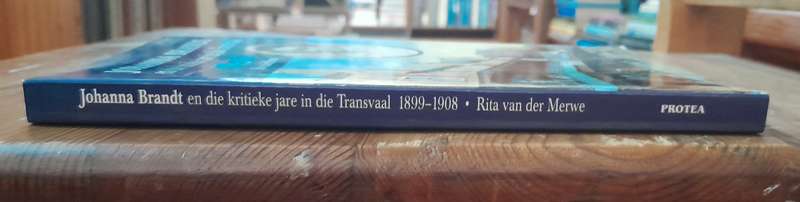 Johanna Brandt en die kritieke jare in die Transvaal 1899–1908 • Rita van der Merwe PROTEA